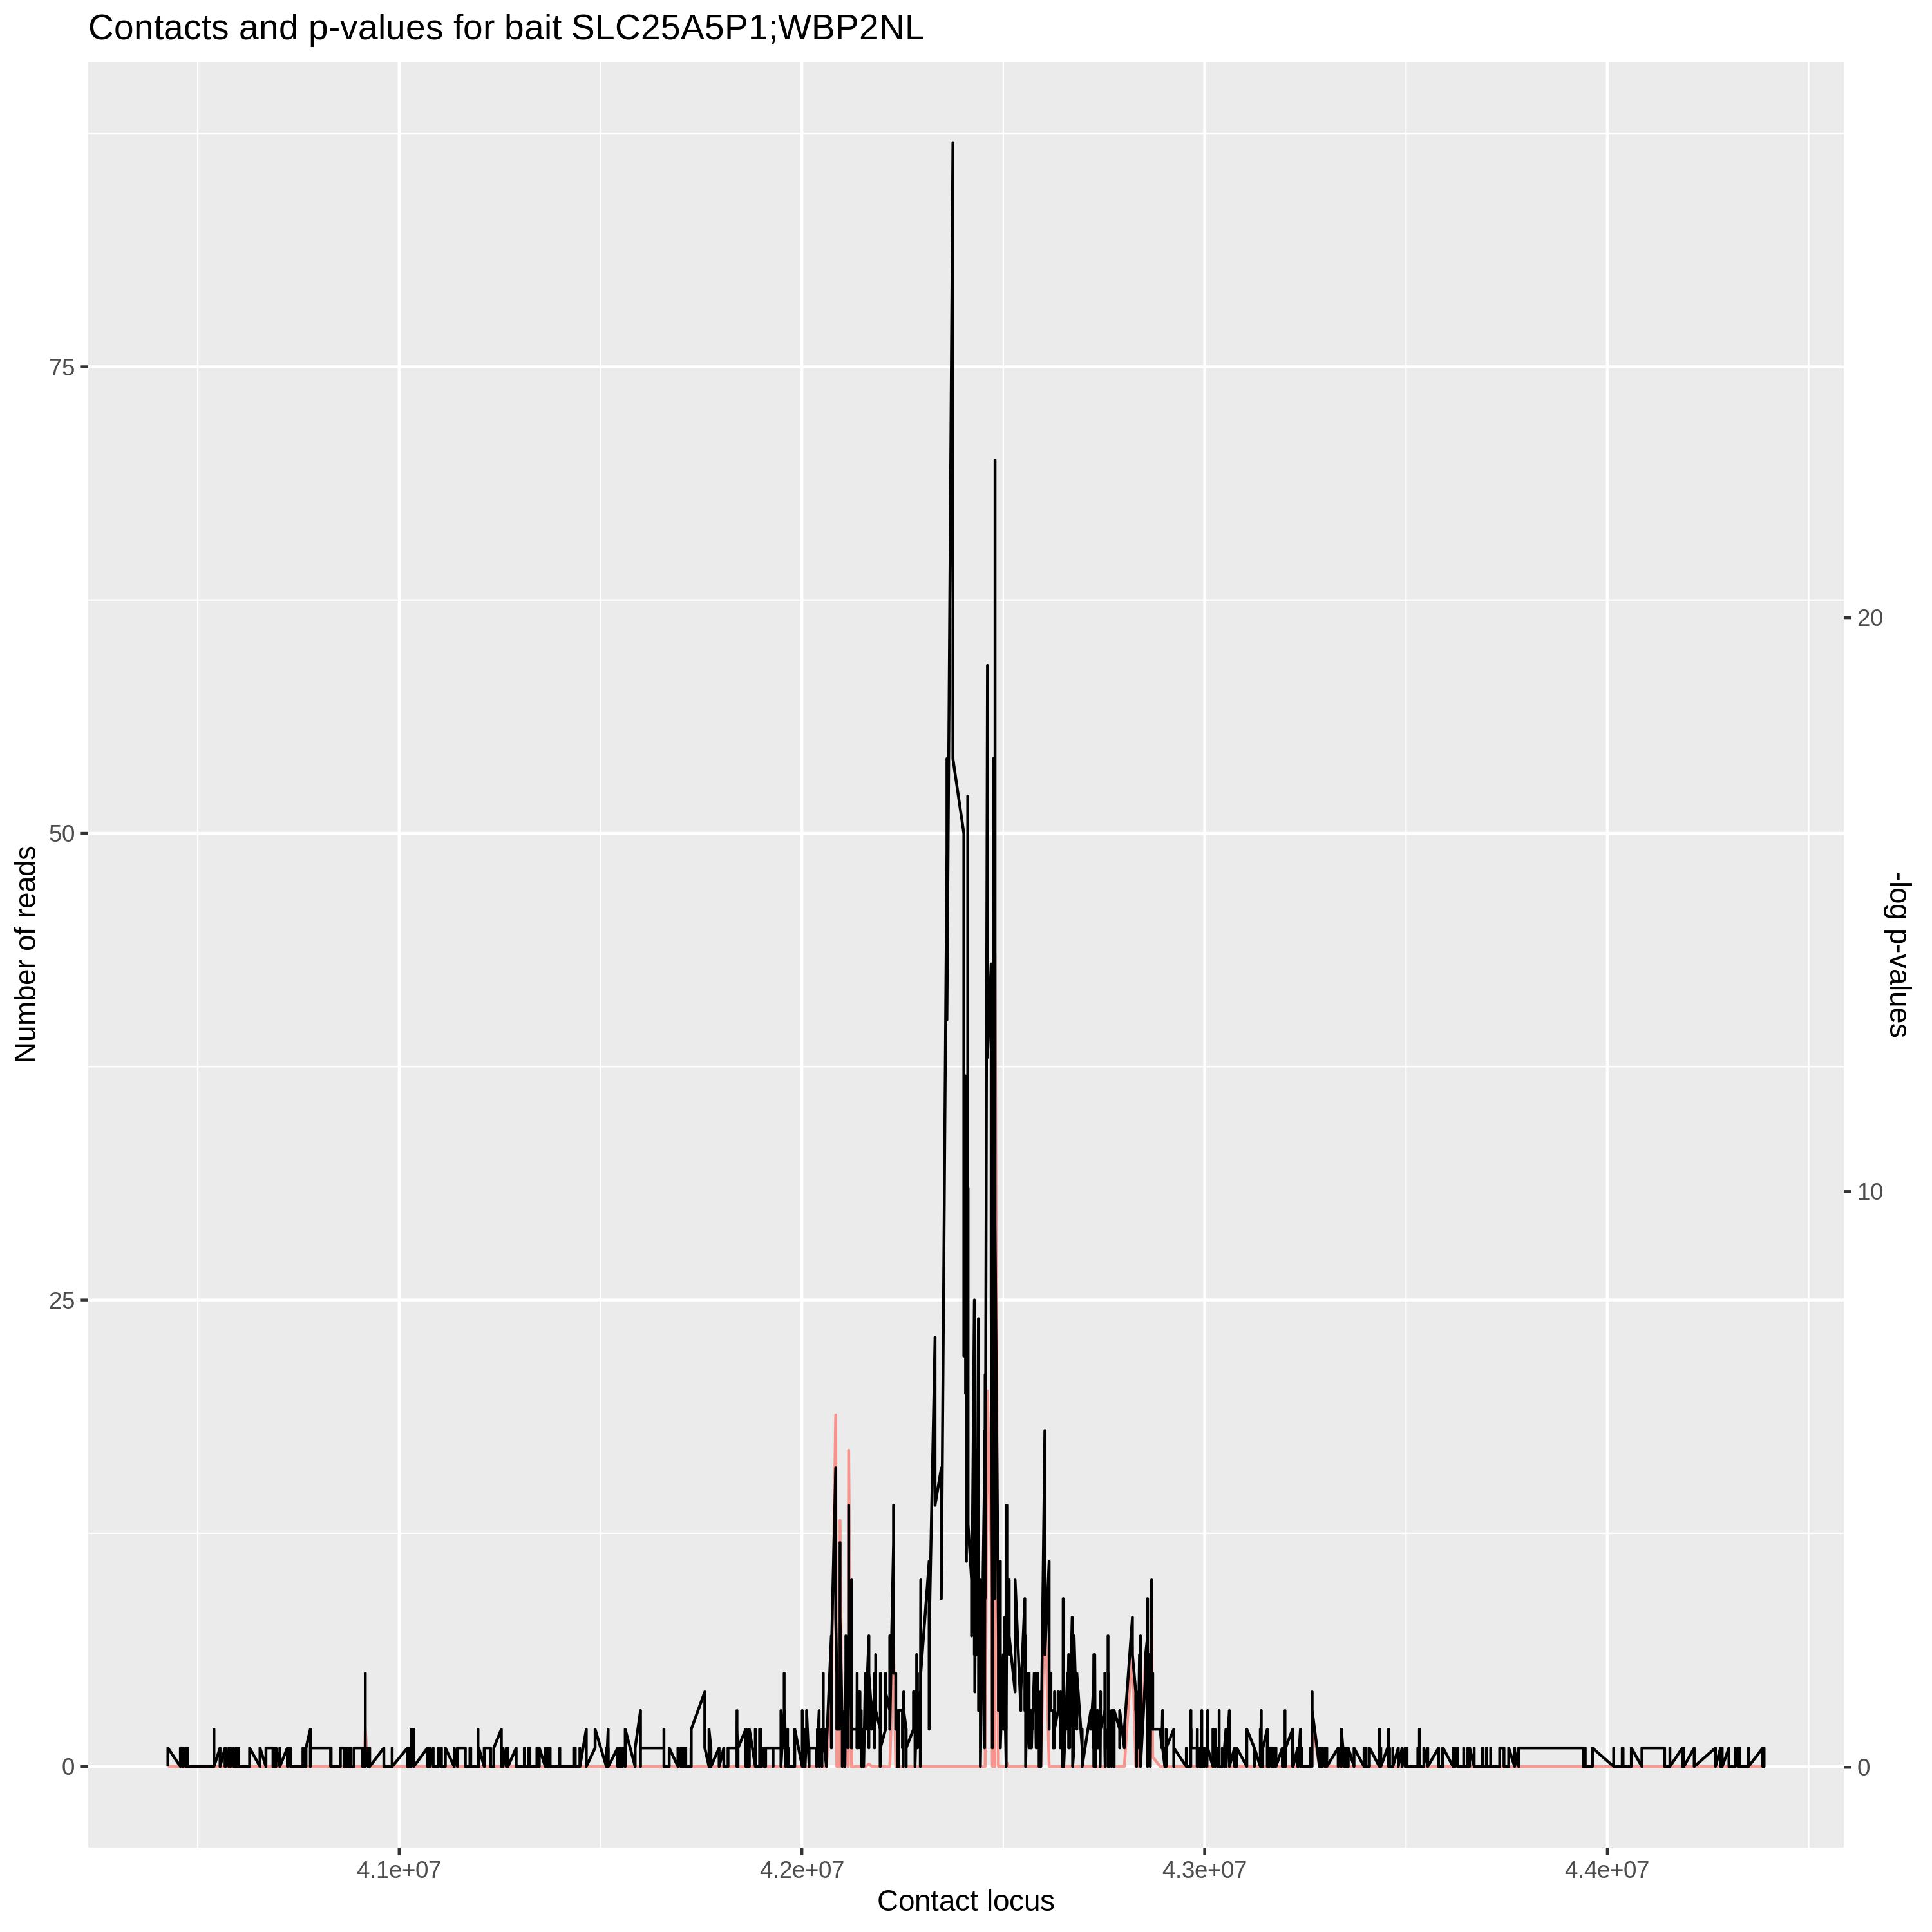 Contacts and p-values for bait SLC25A5P1;WBP2NL
75
50
25
0
Number of reads
20
10
0
-log p-values
4.1e+07 4.2e+07 4.3e+07 4.4e+07
Contact locus